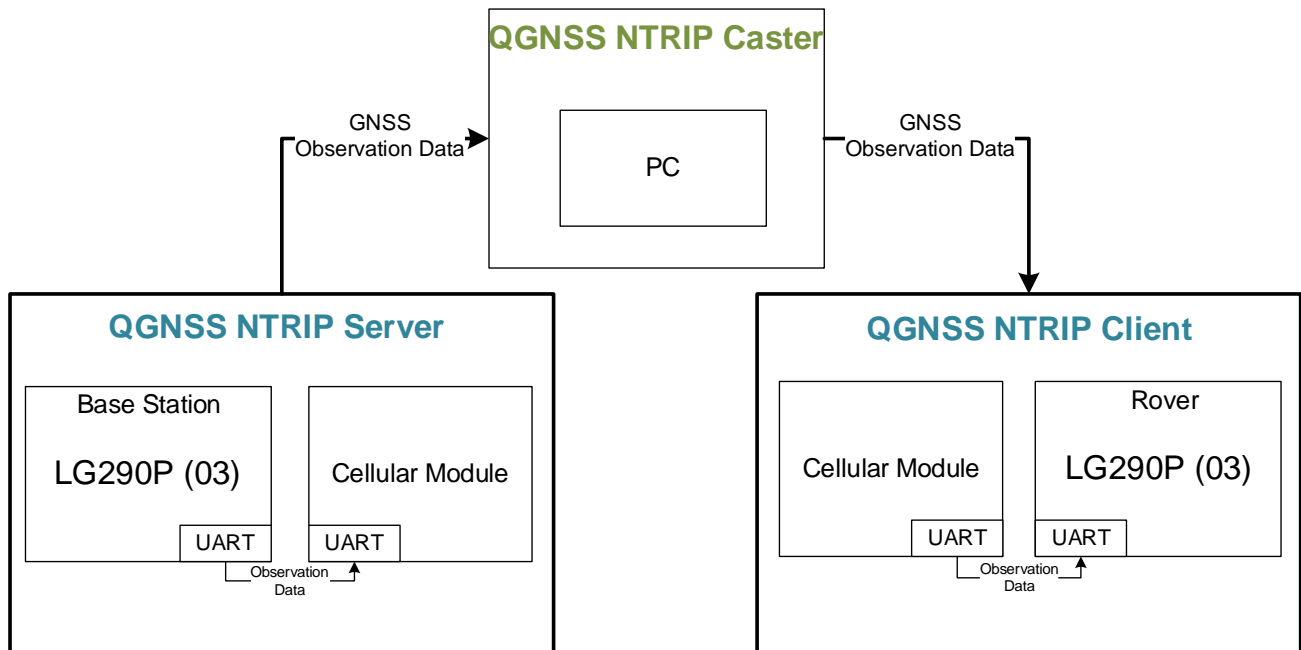 QGNSS NTRIP Caster
PC
GNSS
Observation Data
GNSS
Observation Data
QGNSS NTRIP Server
Base Station
LG290P (03)
UART
Cellular Module
UART
Observation
Data
QGNSS NTRIP Client
Cellular Module
UART
Rover
LG290P (03)
UART
Observation
Data